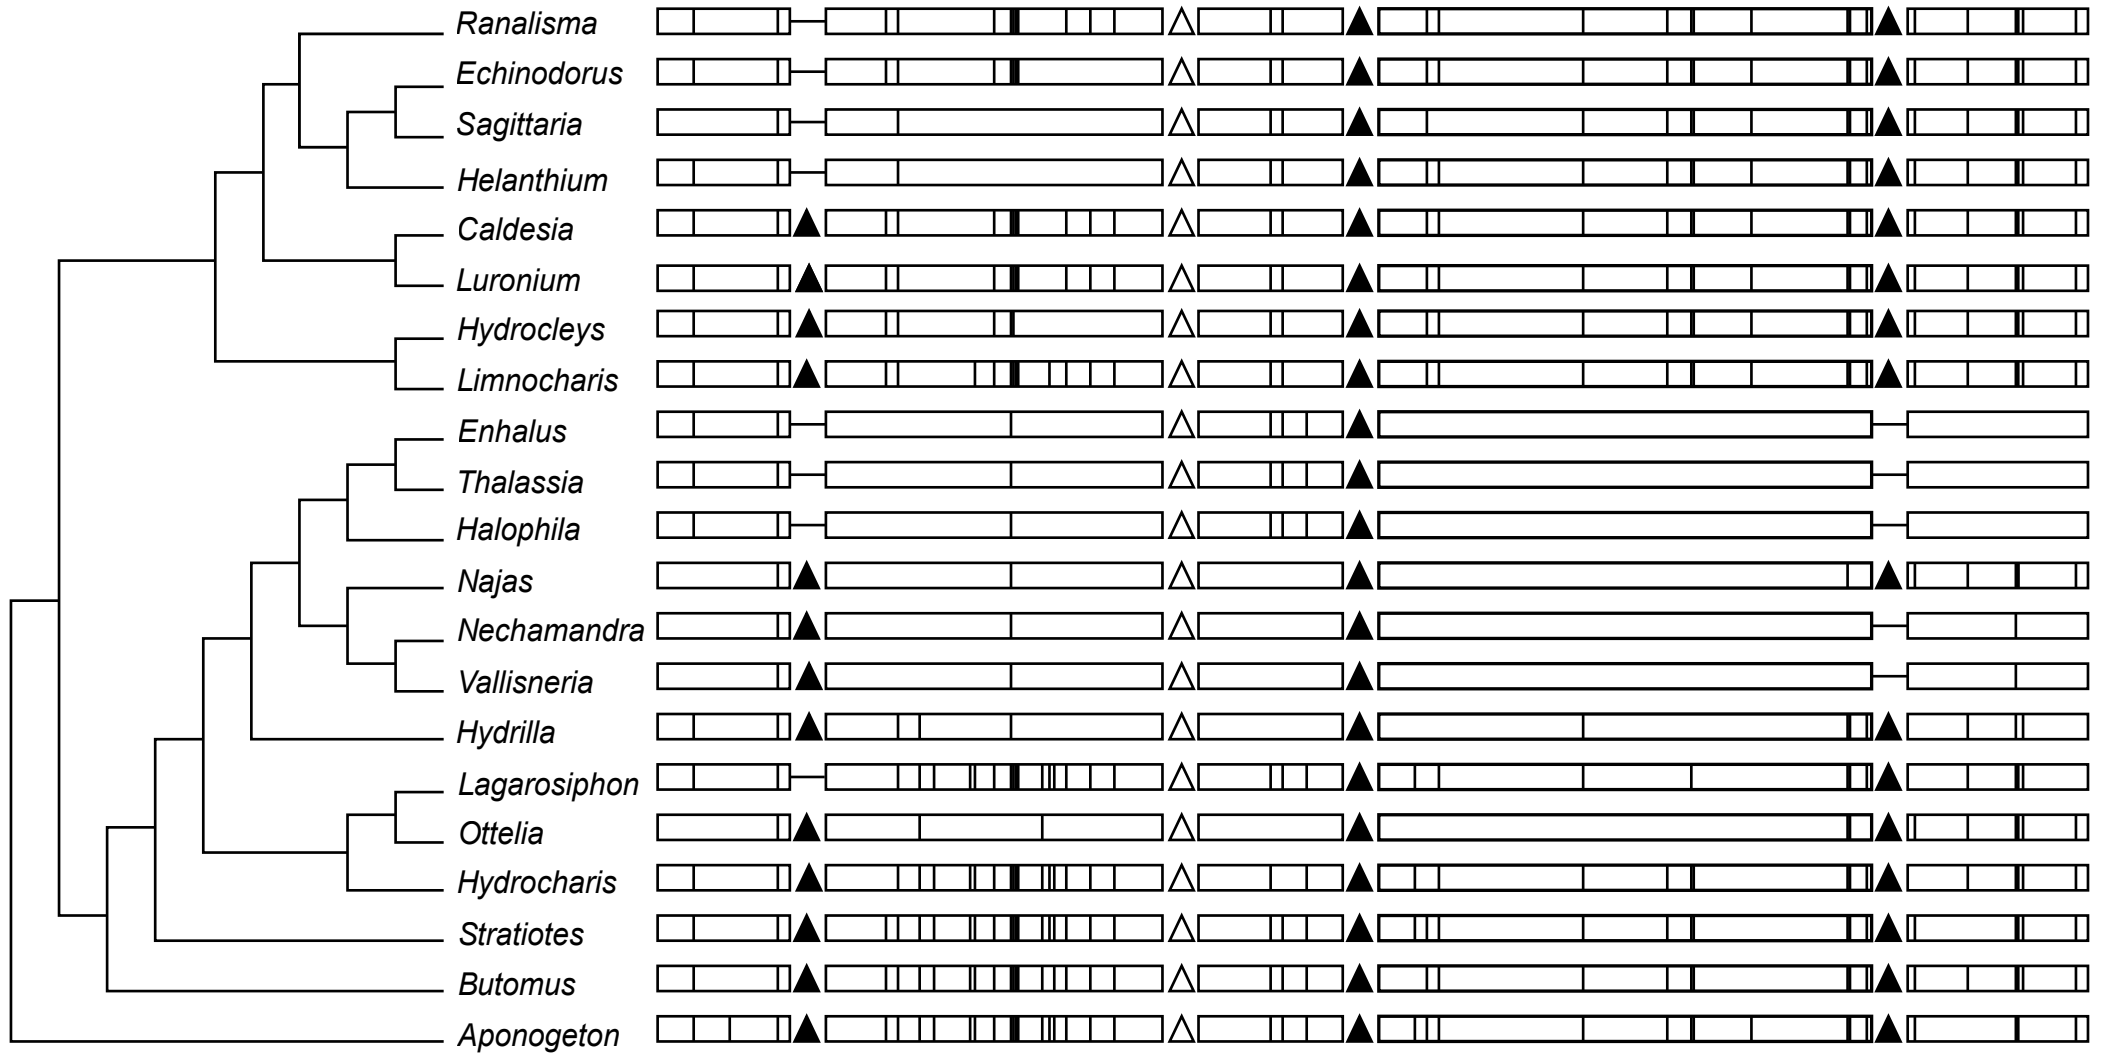 Ranalisma
Echinodorus
Sagittaria
Helanthium
Caldesia
Luronium
Hydrocleys
Limnocharis
Enhalus
Thalassia
Halophila
Najas
Nechamandra
Vallisneria
Hydrilla
Lagarosiphon
Ottelia
Hydrocharis
Stratiotes
Butomus
Aponogeton